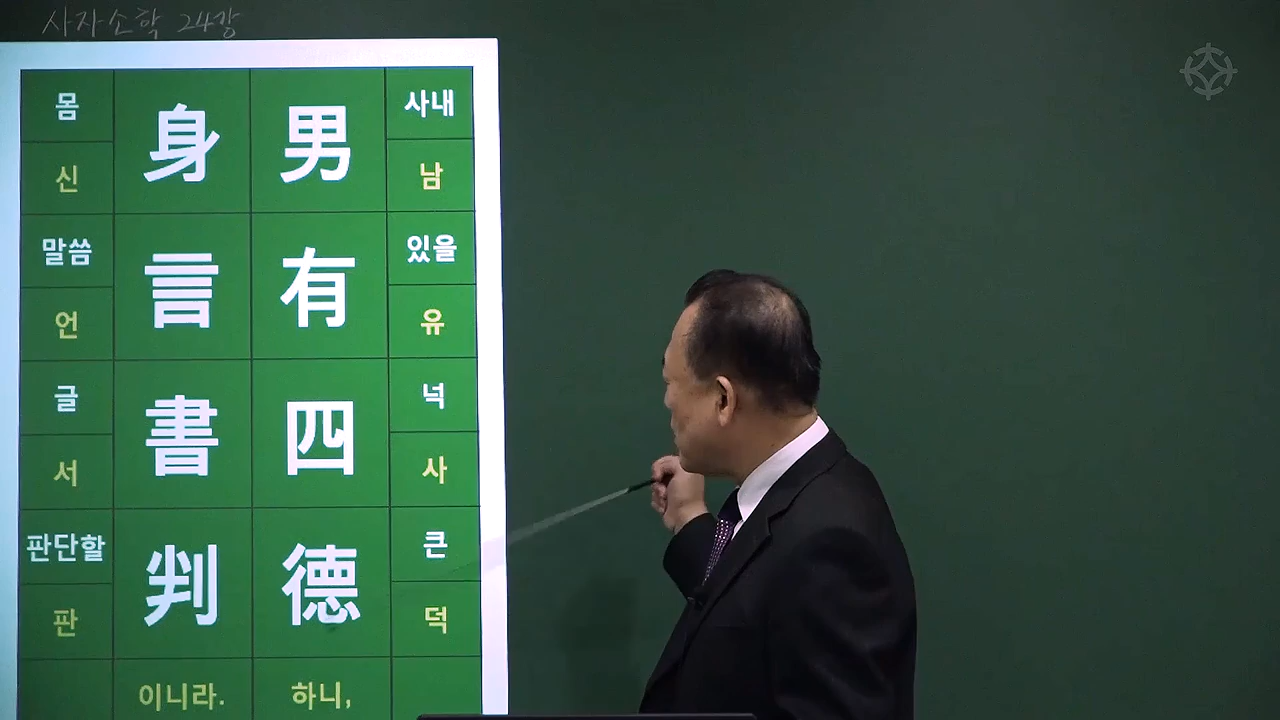 사자소학 24강
몸 身 男 사내
신 남
말씀 言 有 있을
언 유
글 書 四 넉
서 사
판단할 判 德 큰
판 덕
이니라. 하니,